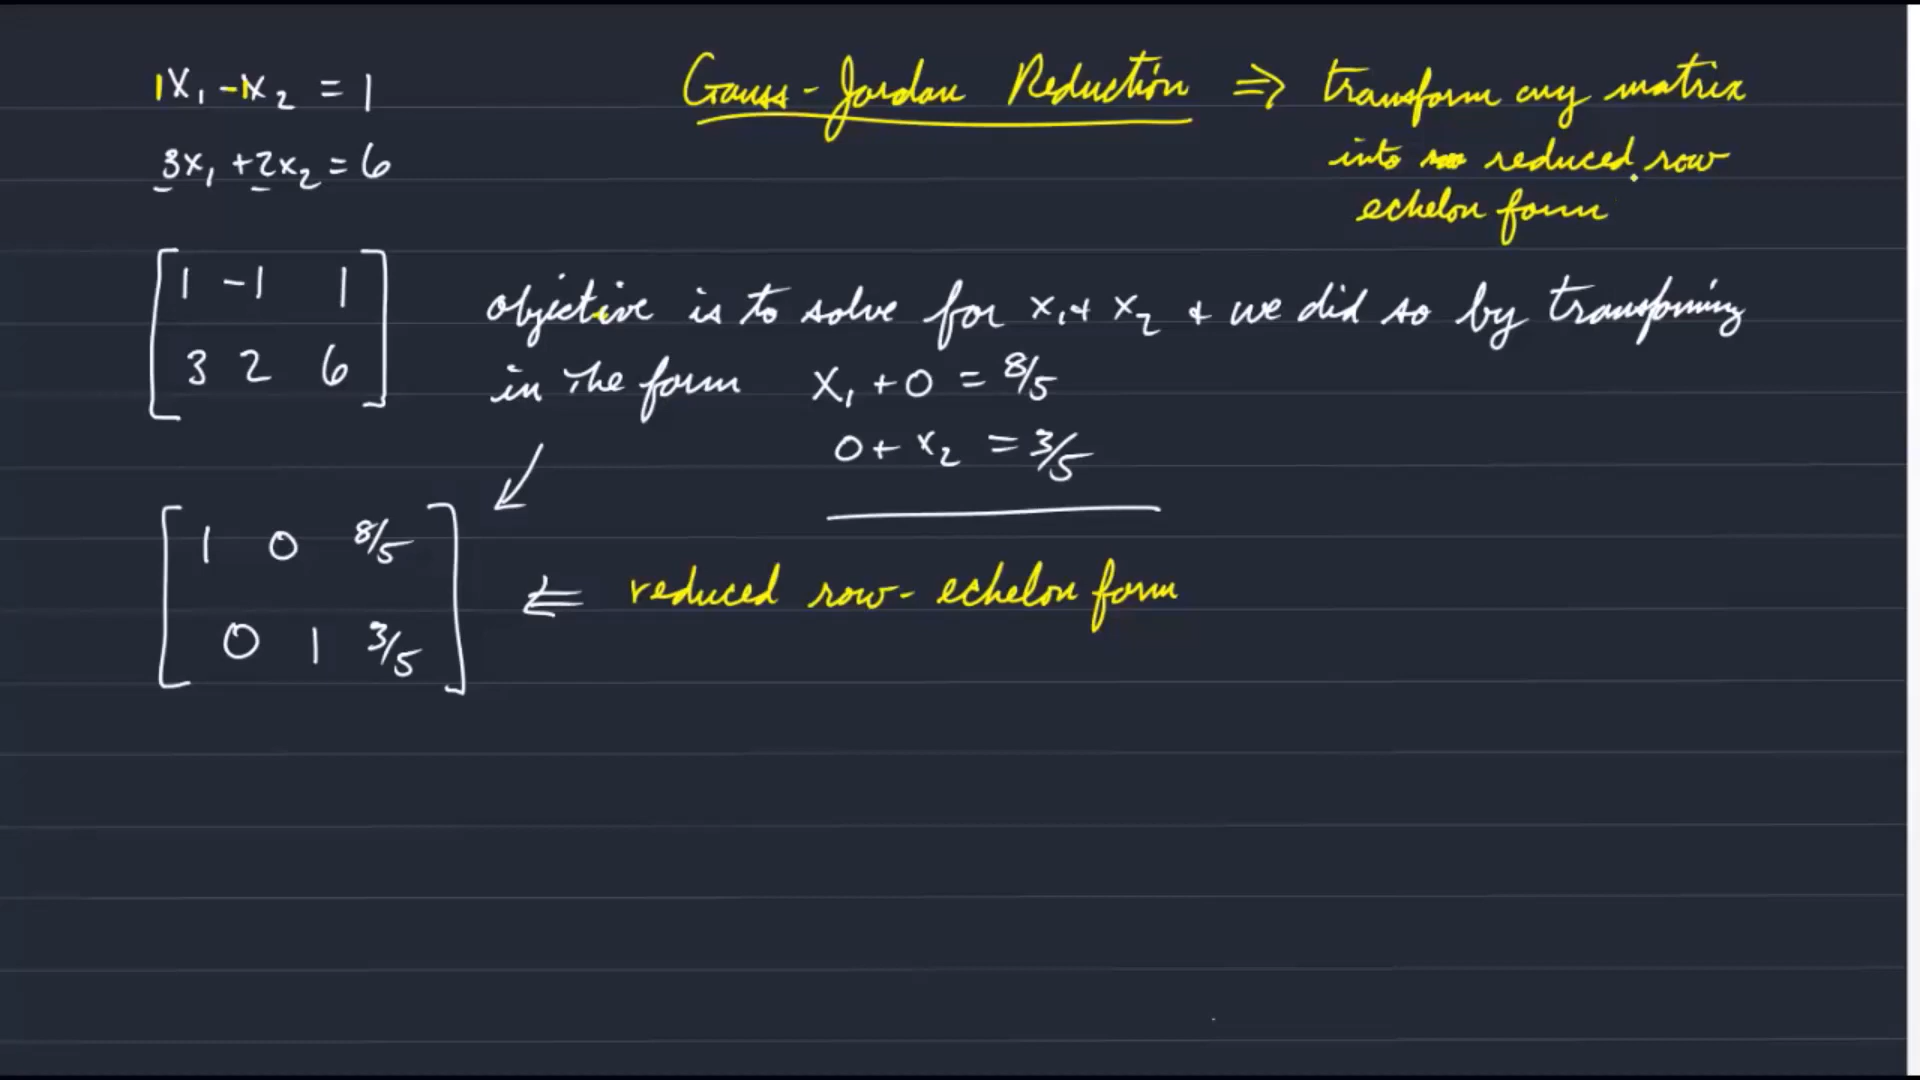 1x₁ -1x₂ = 1
3x₁ +2x₂ = 6
Gauss-Jordan Reduction ⇒ transform any matrix
into reduced row
echelon form
[1 -1 1
3 2 6]
objective is to solve for x₁ + x₂ + we did so by transforming
in the form x₁ + 0 = 8/5
0 + x₂ = 3/5
[1 0 8/5
0 1 3/5]
⇐ reduced row-echelon form